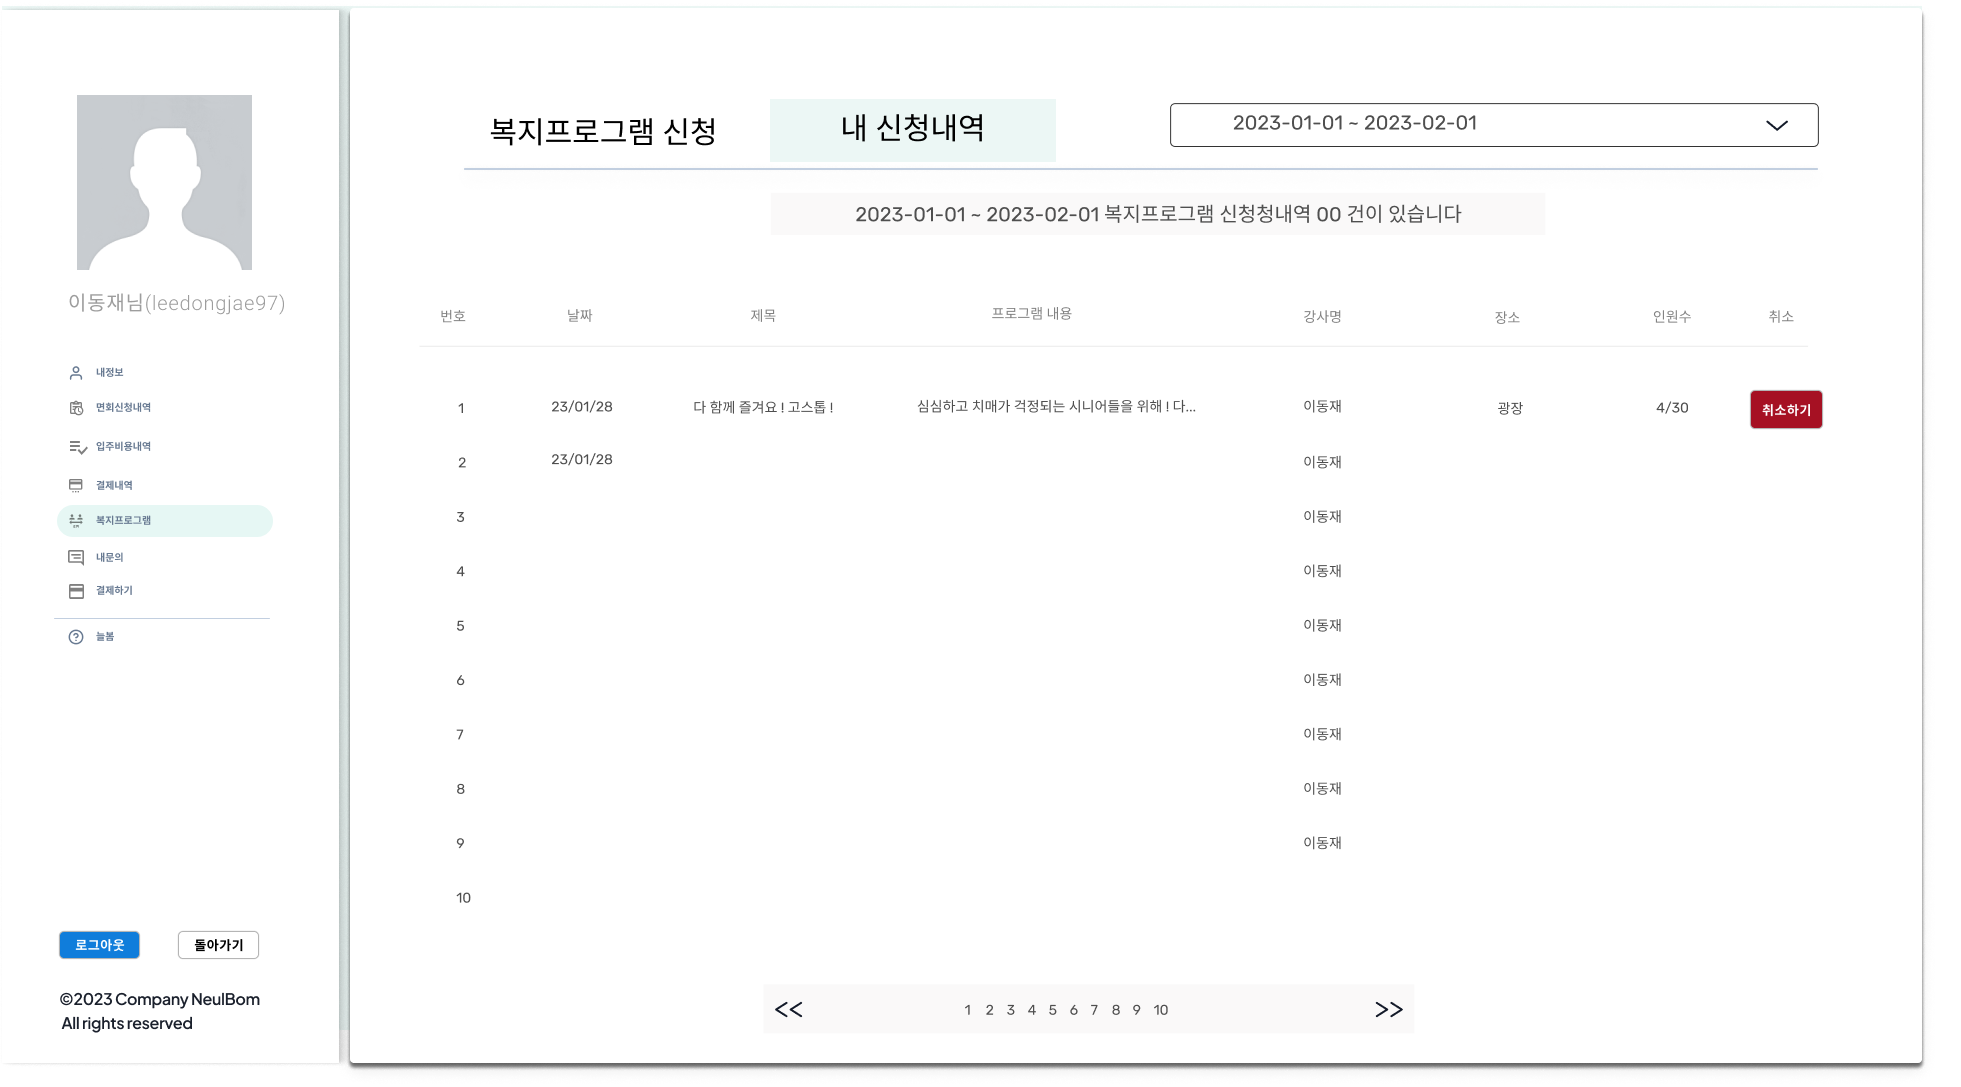 이동재님(leedongjae97)
내정보
면회신청내역
입주비용내역
결제내역
복지프로그램
내문의
결제하기
늘봄
로그아웃 돌아가기
©2023 Company NeulBom
All rights reserved
복지프로그램 신청 내 신청내역 2023-01-01 ~ 2023-02-01
2023-01-01 ~ 2023-02-01 복지프로그램 신청청내역 00 건이 있습니다
번호 날짜 제목 프로그램 내용 강사명 장소 인원수 취소
1 23/01/28 다 함께 즐겨요 ! 고스톱 ! 심심하고 치매가 걱정되는 시니어들을 위해 ! 다... 이동재 광장 4/30 취소하기
2 23/01/28 이동재
3 이동재
4 이동재
5 이동재
6 이동재
7 이동재
8 이동재
9 이동재
10
<< 1 2 3 4 5 6 7 8 9 10 >>